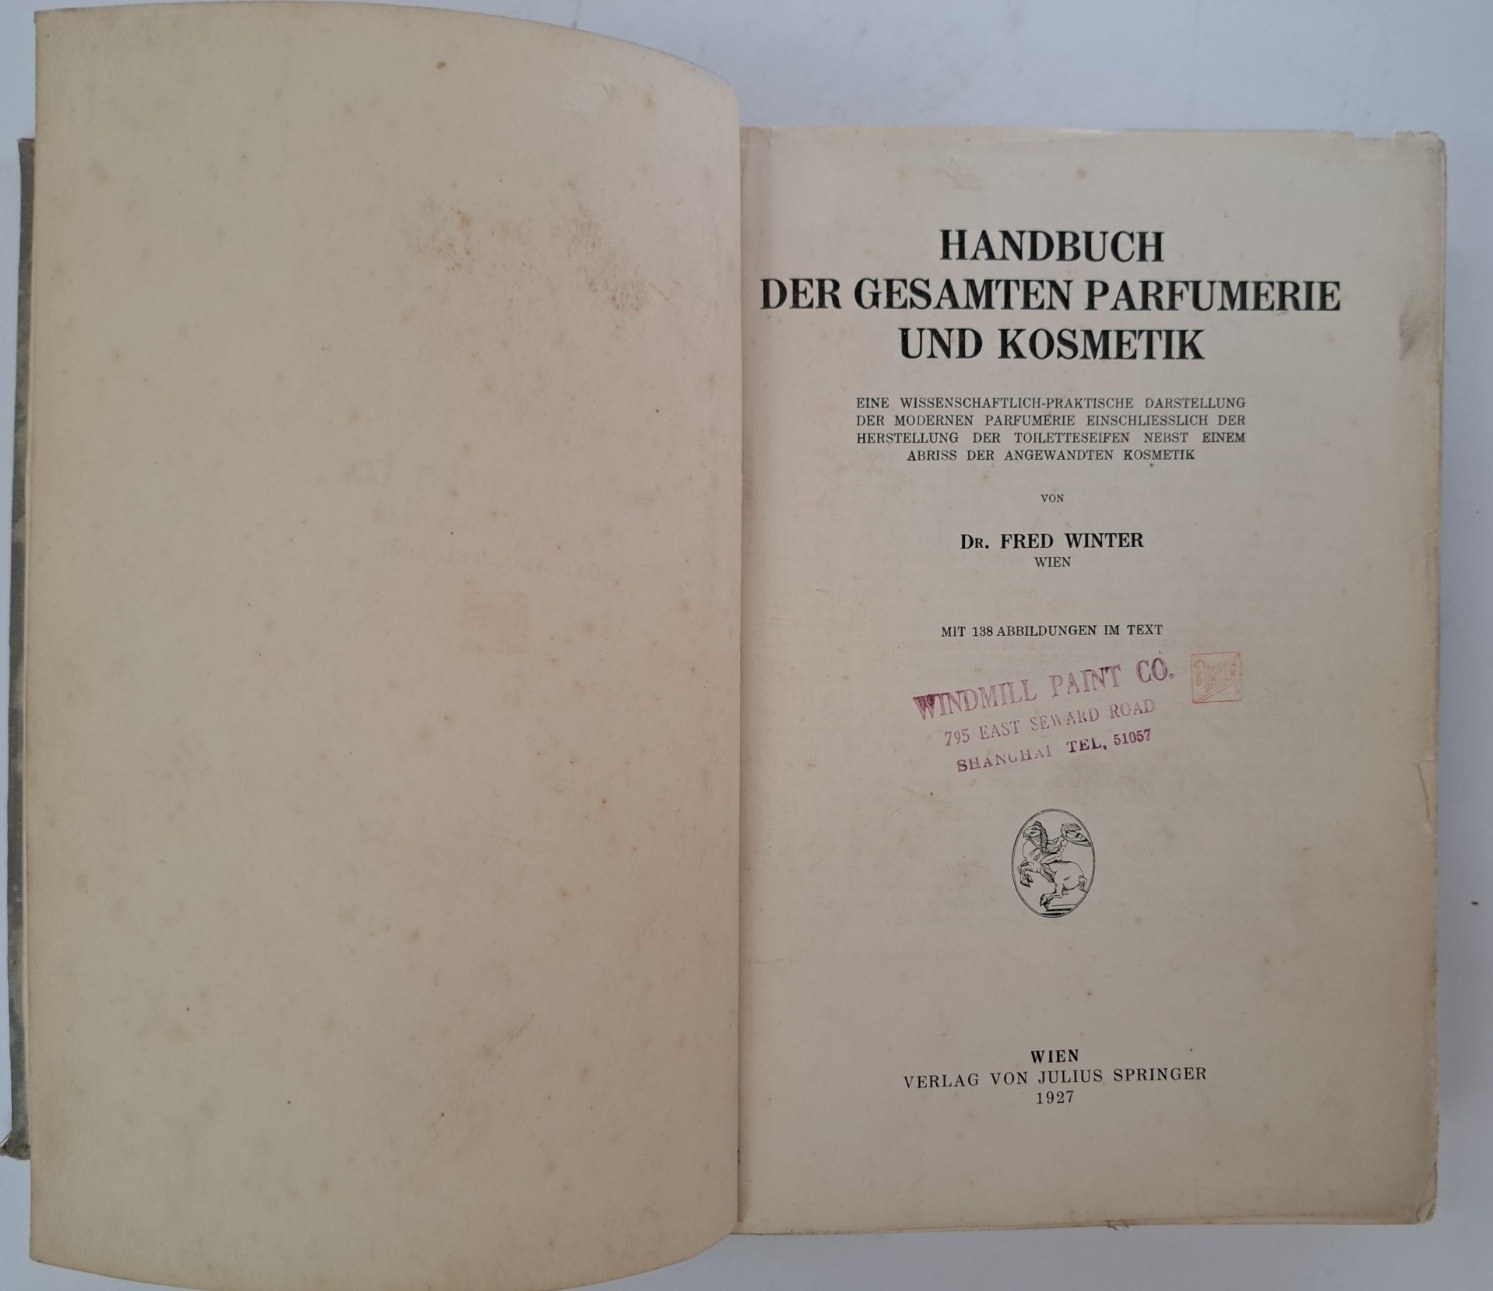 HANDBUCH
DER GESAMTEN PARFUMERIE
UND KOSMETIK
EINE WISSENSCHAFTLICH-PRAKTISCHE DARSTELLUNG
DER MODERNEN PARFUMERIE EINSCHLIESSLICH DER
HERSTELLUNG DER TOILETTESEIFEN NEBST EINEM
ABRISS DER ANGEWANDTEN KOSMETIK
VON
DR. FRED WINTER
WIEN
MIT 138 ABBILDUNGEN IM TEXT
WINDMILL PAINT CO.
795 EAST SEWARD ROAD
SHANGHAI TEL, 51057
WIEN
VERLAG VON JULIUS SPRINGER
1927